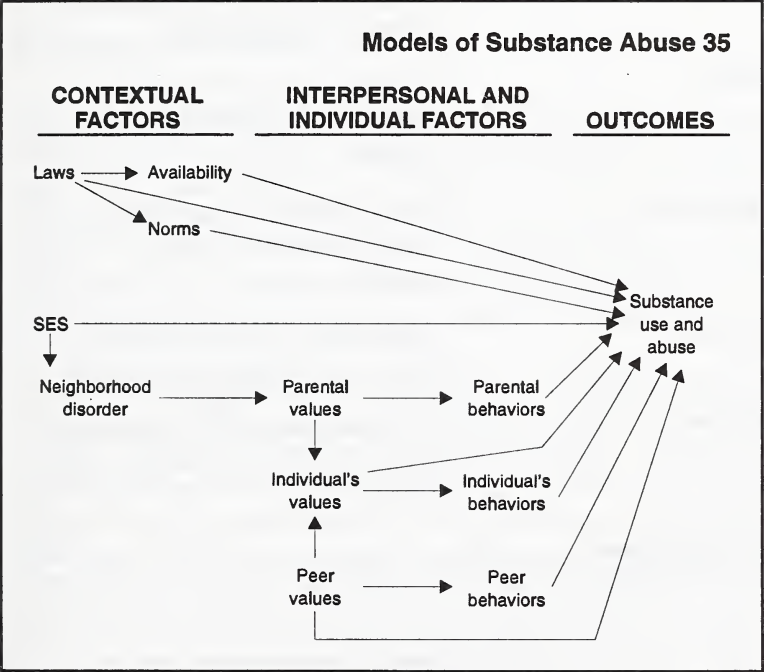 Models of Substance Abuse 35
CONTEXTUAL
FACTORS
INTERPERSONAL AND
INDIVIDUAL FACTORS
OUTCOMES
Laws
Availability
Norms
Substance
use and
abuse
SES
Neighborhood
disorder
Parental
values
Parental
behaviors
Individual's
values
Individual's
behaviors
Peer
values
Peer
behaviors